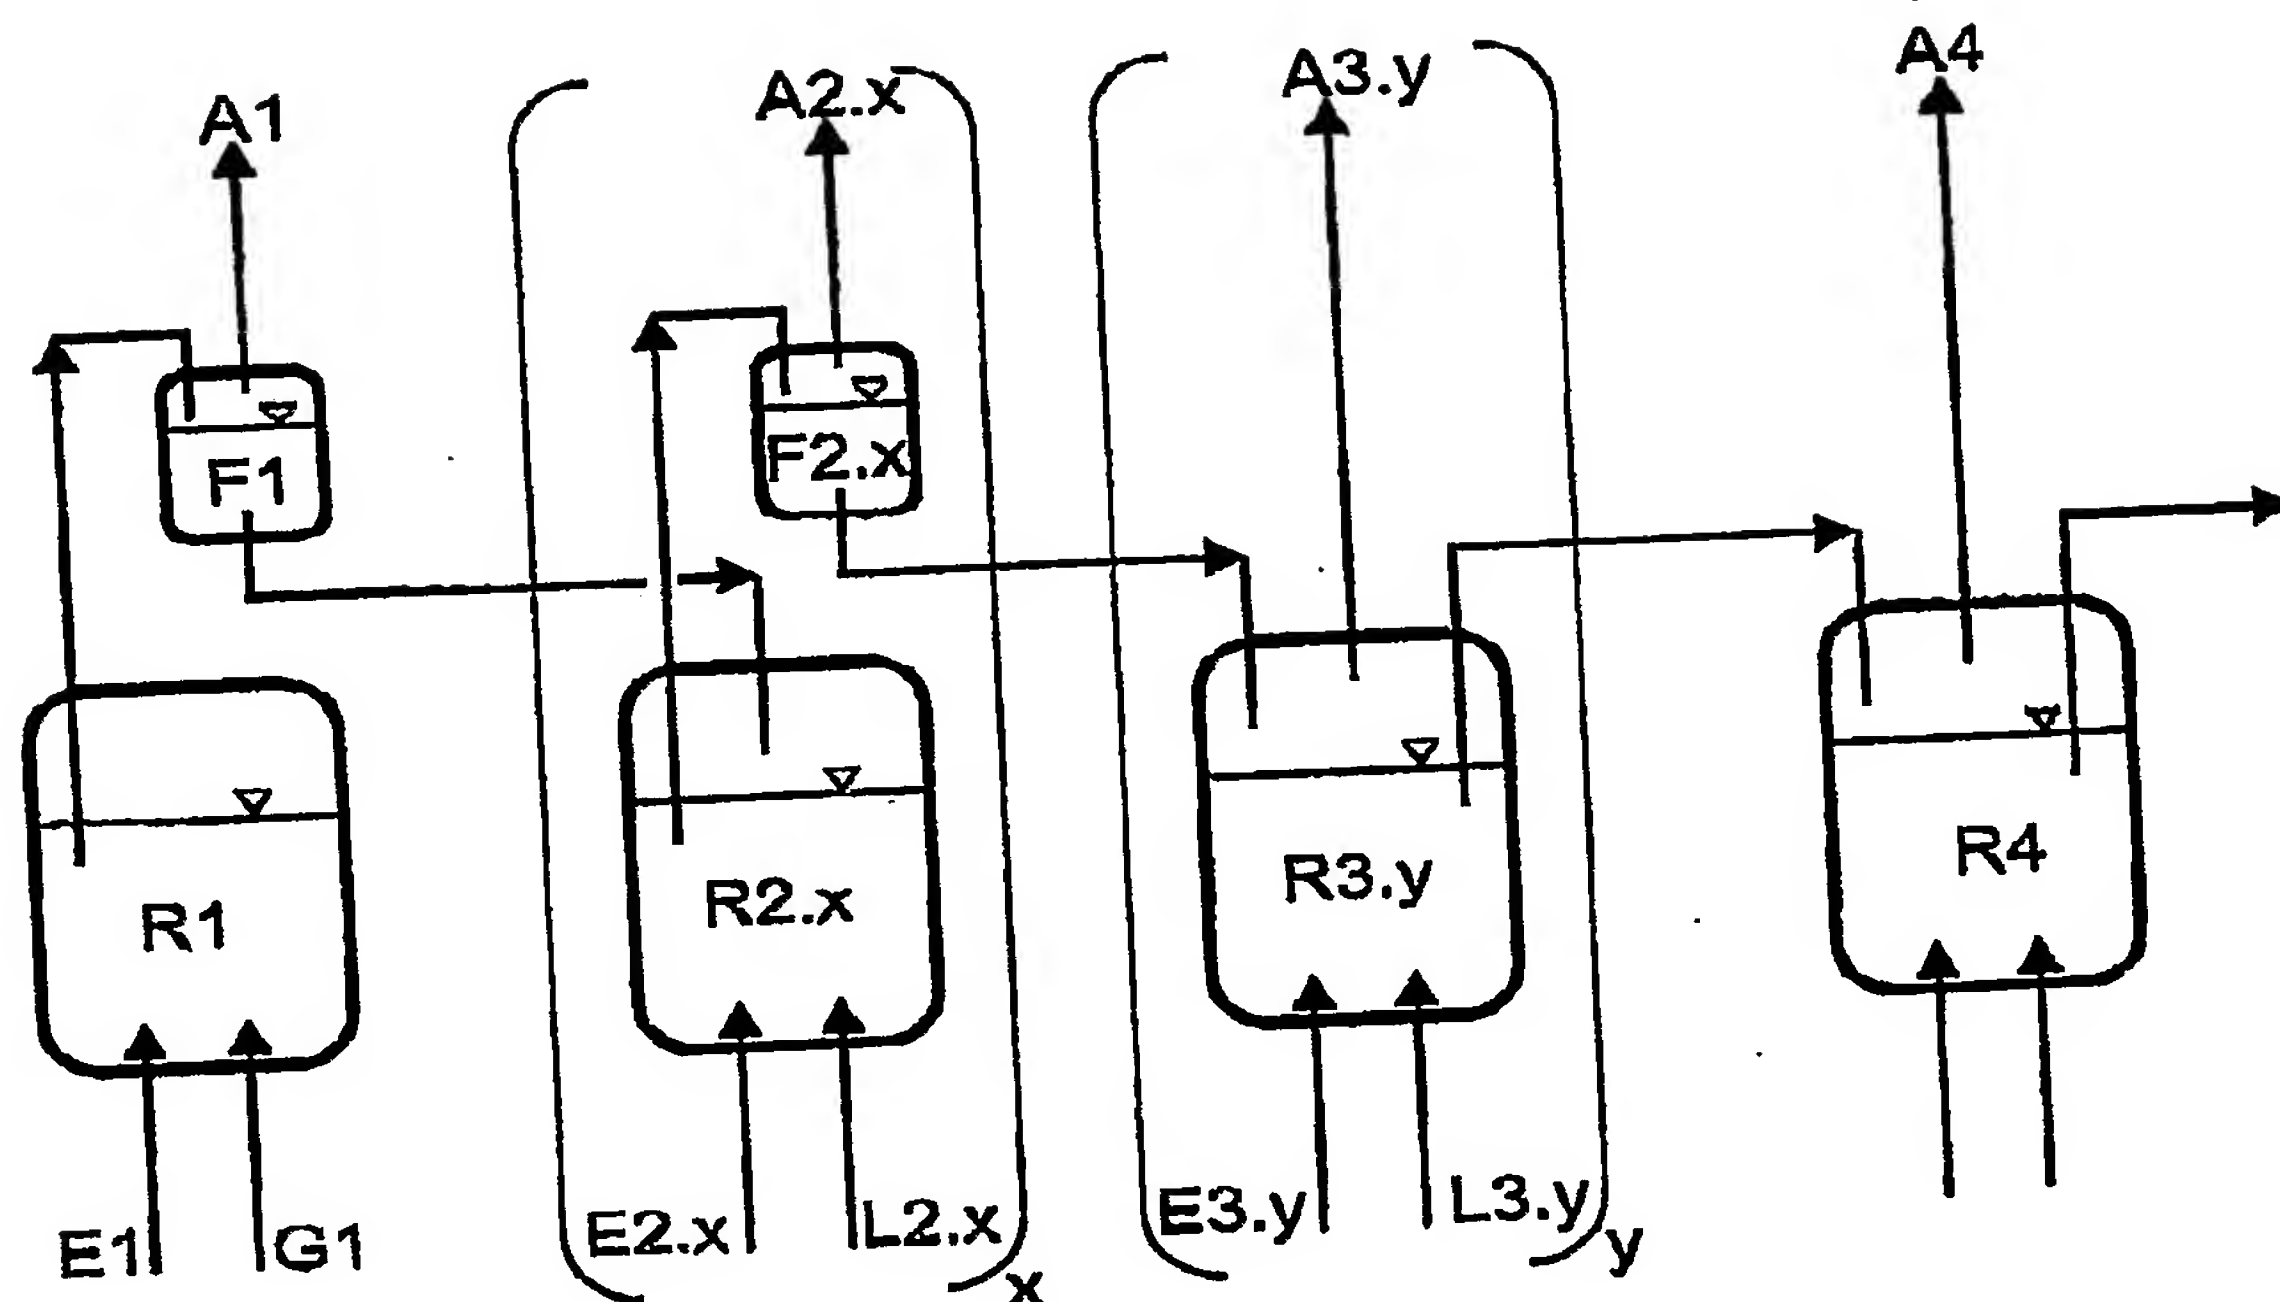 A1
A2.x
A3.y
A4
F1
F2.x
R1
R2.x
R3.y
R4
E1
G1
E2.x
L2.x
x
E3.y
L3.y
y